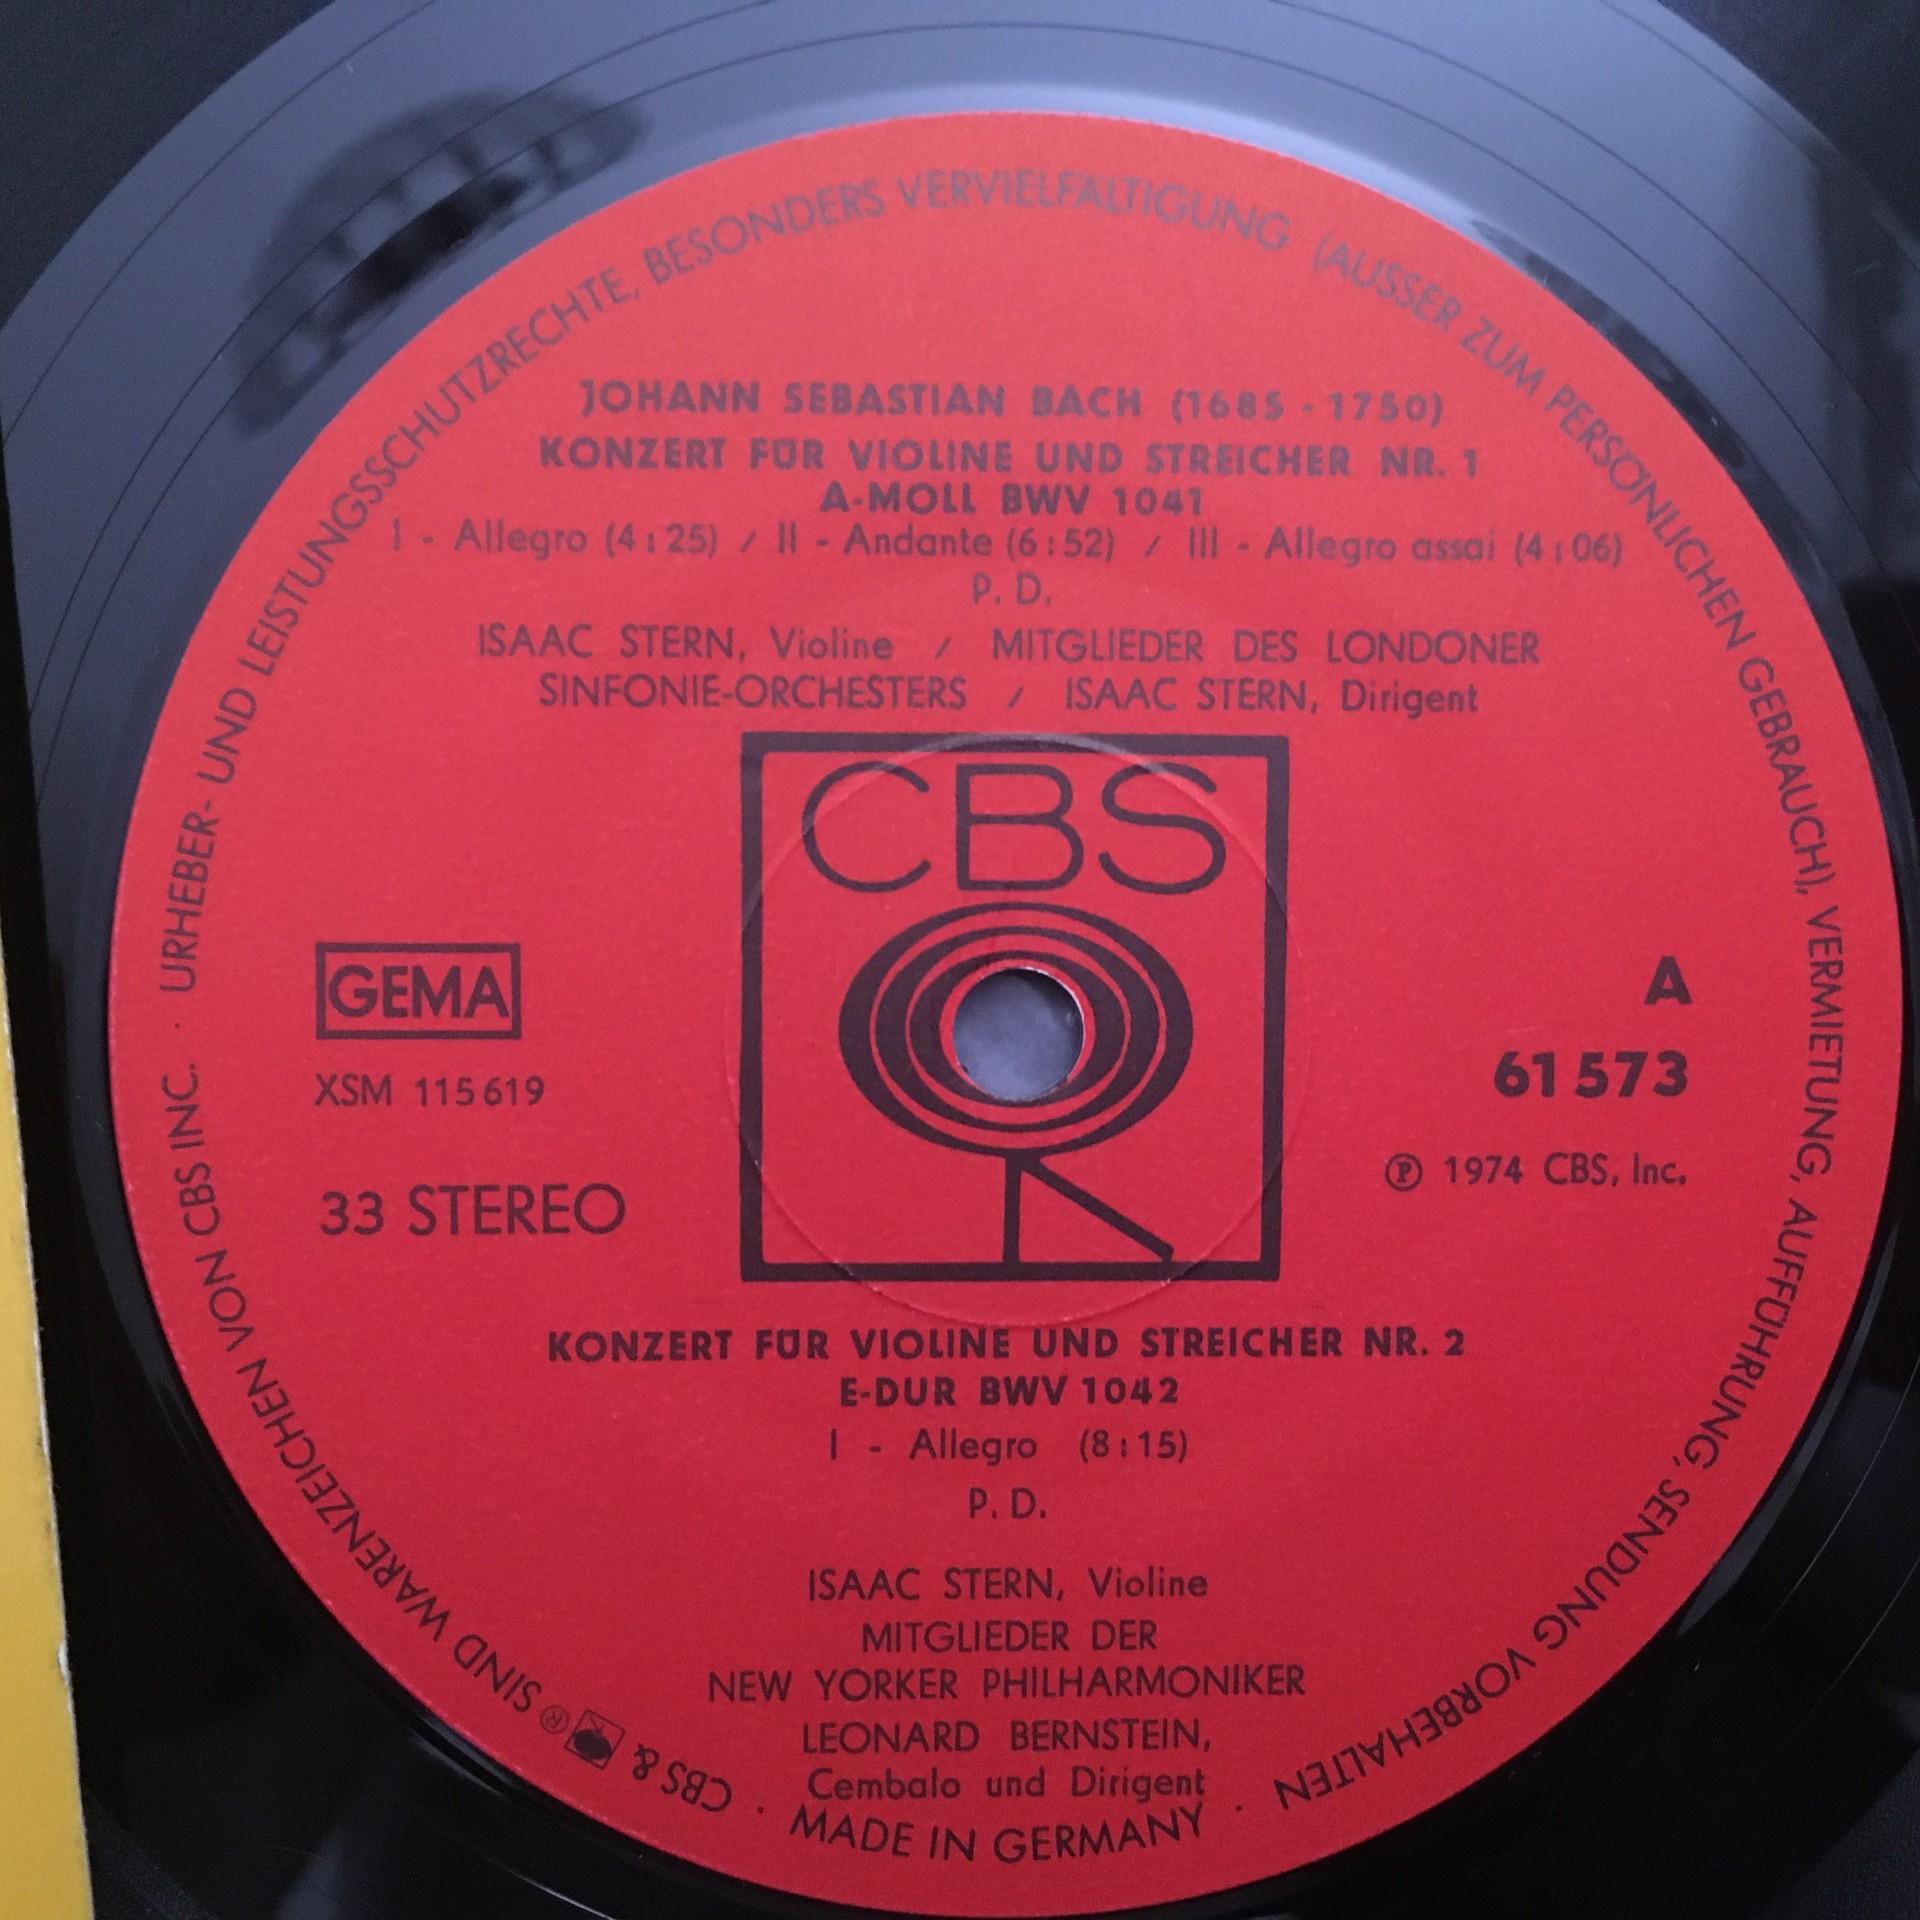 JOHANN SEBASTIAN BACH (1685 - 1750)
KONZERT FÜR VIOLINE UND STREICHER NR. 1
A-MOLL BWV 1041
I - Allegro (4:25) / II - Andante (6:52) / III - Allegro assai (4:06)
P. D.
ISAAC STERN, Violine / MITGLIEDER DES LONDONER
SINFONIE-ORCHESTERS / ISAAC STERN, Dirigent
CBS
GEMA
XSM 115619
33 STEREO
A
61 573
Ⓟ 1974 CBS, Inc.
KONZERT FÜR VIOLINE UND STREICHER NR. 2
E-DUR BWV 1042
I - Allegro (8:15)
P. D.
ISAAC STERN, Violine
MITGLIEDER DER
NEW YORKER PHILHARMONIKER
LEONARD BERNSTEIN,
Cembalo und Dirigent
MADE IN GERMANY · CBS & ® SIND WARENZEICHEN VON CBS INC. · URHEBER- UND LEISTUNGSSCHUTZRECHTE, BESONDERS VERVIELFÄLTIGUNG (AUSSER ZUM PERSÖNLICHEN GEBRAUCH), VERMIETUNG, AUFFÜHRUNG, SENDUNG VORBEHALTEN ·